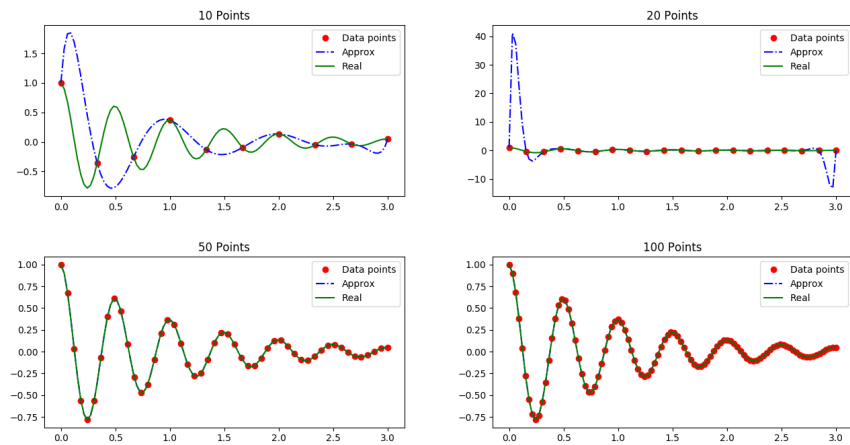 10 Points
Data points
Approx
Real
1.5
1.0
0.5
0.0
−0.5
0.0 0.5 1.0 1.5 2.0 2.5 3.0
20 Points
Data points
Approx
Real
40
30
20
10
0
−10
0.0 0.5 1.0 1.5 2.0 2.5 3.0
50 Points
Data points
Approx
Real
1.00
0.75
0.50
0.25
0.00
−0.25
−0.50
−0.75
0.0 0.5 1.0 1.5 2.0 2.5 3.0
100 Points
Data points
Approx
Real
1.00
0.75
0.50
0.25
0.00
−0.25
−0.50
−0.75
0.0 0.5 1.0 1.5 2.0 2.5 3.0